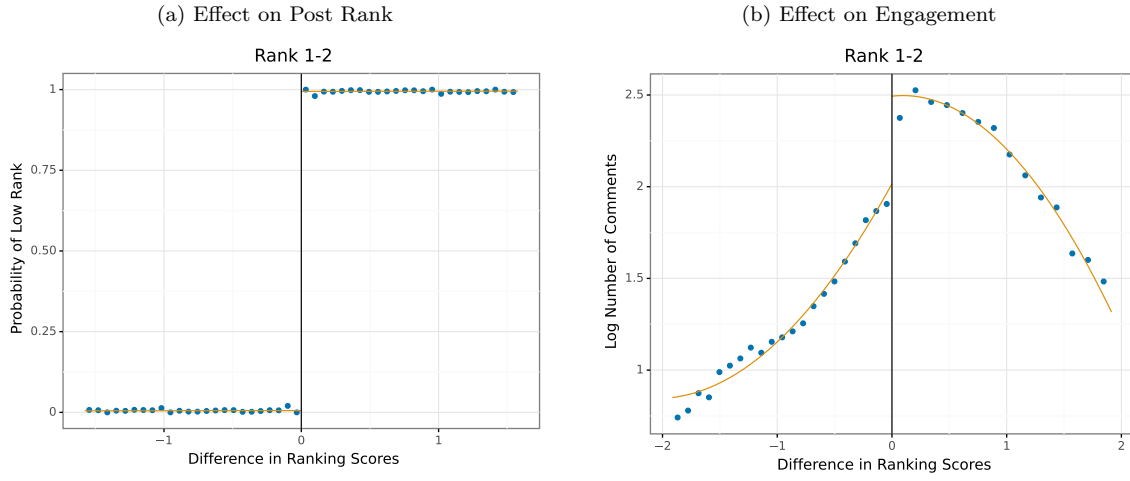 (a) Effect on Post Rank
Rank 1-2
1
0.75
0.50
0.25
0
Probability of Low Rank
−1
0
1
Difference in Ranking Scores
(b) Effect on Engagement
Rank 1-2
2.5
2
1.5
1
Log Number of Comments
−2
−1
0
1
2
Difference in Ranking Scores